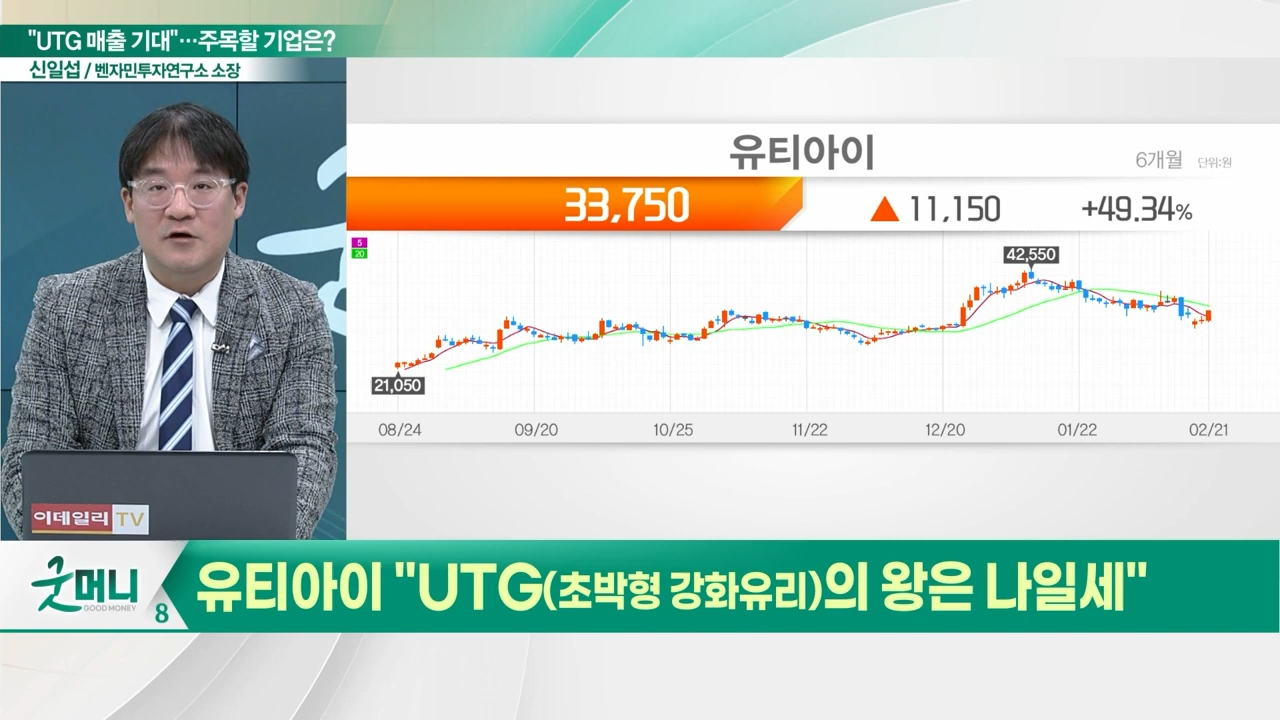 "UTG 매출 기대"…주목할 기업은?
신일섭 / 벤자민투자연구소 소장
유티아이
6개월 단위:원
33,750 ▲ 11,150 +49.34%
5
20
42,550
21,050
08/24 09/20 10/25 11/22 12/20 01/22 02/21
이데일리 TV
굿머니
GOOD MONEY
8
유티아이 "UTG(초박형 강화유리)의 왕은 나일세"